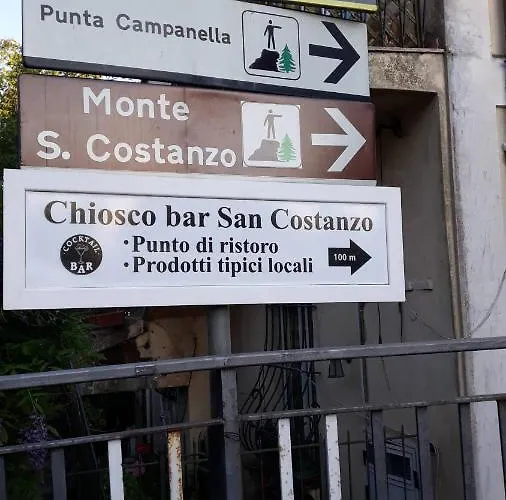 Punta Campanella
Monte
S. Costanzo
Chiosco bar San Costanzo
COCKTAIL
BAR
· Punto di ristoro
· Prodotti tipici locali
100 m